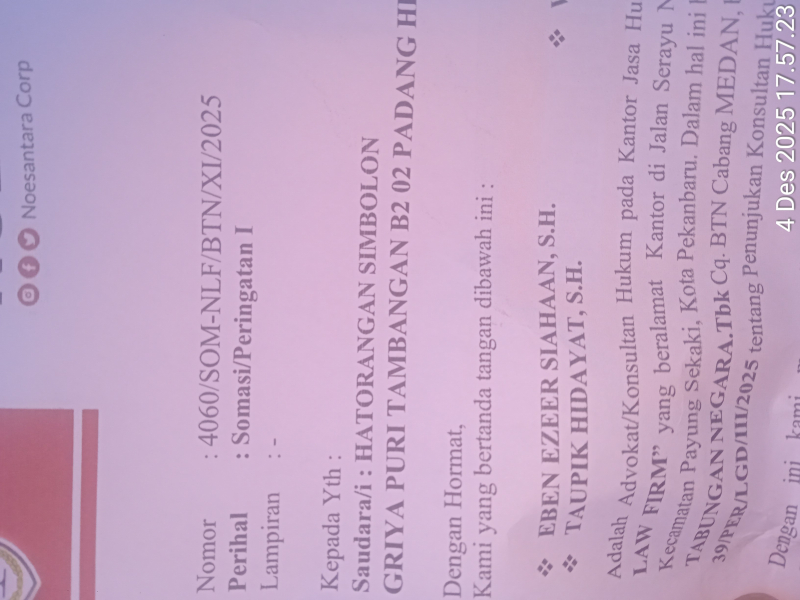 Noesantara Corp
Nomor : 4060/SOM-NLF/BTN/XI/2025
Perihal : Somasi/Peringatan I
Lampiran : -
Kepada Yth :
Saudara/i : HATORANGAN SIMBOLON
GRIYA PURI TAMBANGAN B2 02 PADANG
Dengan Hormat,
Kami yang bertanda tangan dibawah ini :
❖ EBEN EZEER SIAHAAN, S.H.
❖ TAUPIK HIDAYAT, S.H.
❖
Adalah Advokat/Konsultan Hukum pada Kantor Jasa
LAW FIRM” yang beralamat Kantor di Jalan Serayu
Kecamatan Payung Sekaki, Kota Pekanbaru. Dalam hal ini
TABUNGAN NEGARA.Tbk Cq. BTN Cabang MEDAN,
39/PER/LGD/III/2025 tentang Penunjukan Konsultan
Dengan ini kami
4 Des 2025 17.57.23